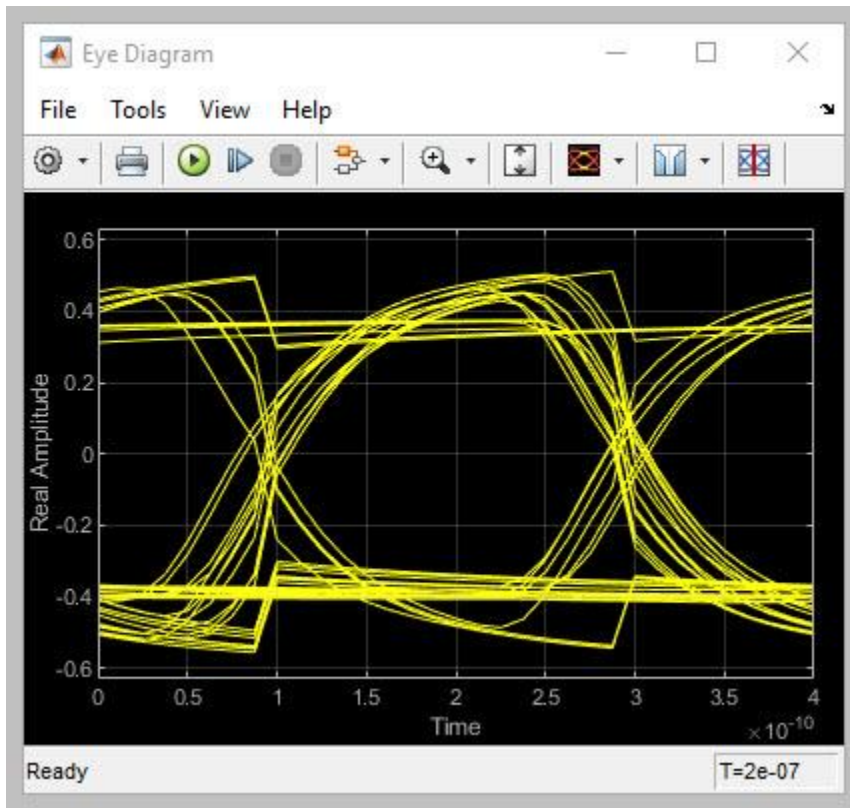 Eye Diagram
File Tools View Help
0.6
0.4
0.2
0
-0.2
-0.4
-0.6
Real Amplitude
0 0.5 1 1.5 2 2.5 3 3.5 4
Time
×10⁻¹⁰
Ready T=2e-07